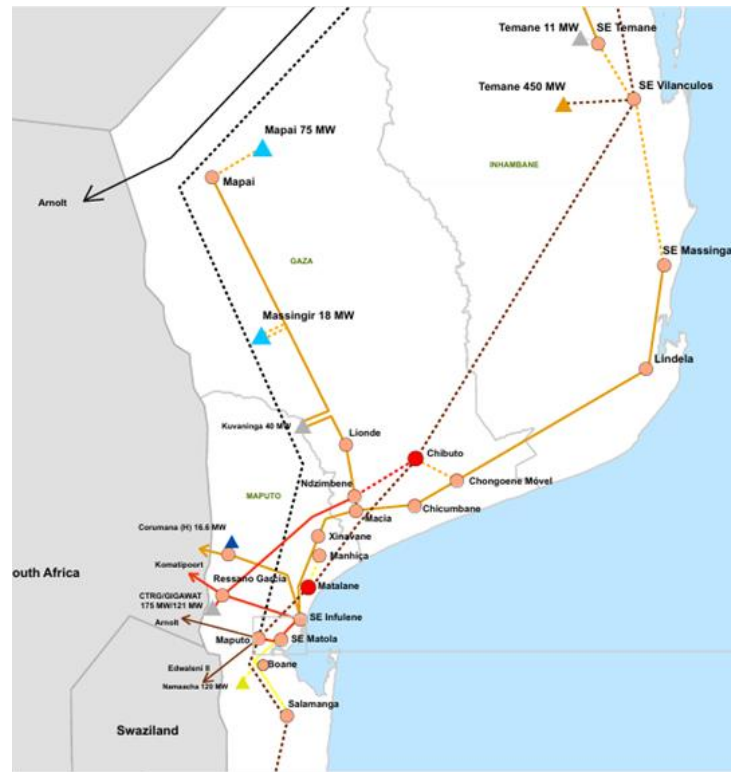 Temane 11 MW
SE Temane
Temane 450 MW
SE Vilanculos
Mapai 75 MW
INHAMBANE
Mapai
Arnolt
SE Massinga
GAZA
Massingir 18 MW
Lindela
Kuvaninga 40 MW
Lionde
Chibuto
Ndzimbene
Chongoene Móvel
MAPUTO
Macia
Chicumbane
Corumana (H) 16.6 MW
Xinavane
Manhiça
Komatipoort
outh Africa
Ressano Garcia
Matalane
CTRG/GIGAWAT
175 MW/121 MW
Arnolt
SE Infulene
Maputo
SE Matola
Edwalsni II
Boane
Namaacha 120 MW
Salamanga
Swaziland